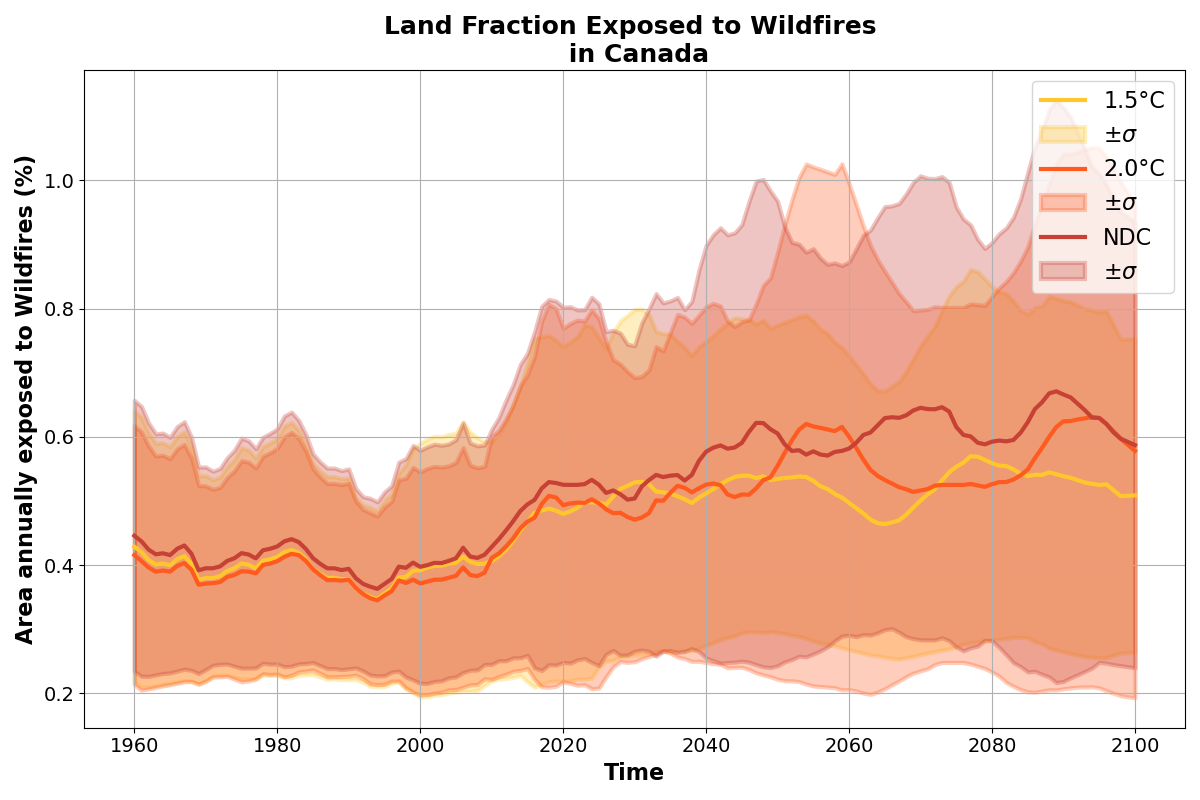 Land Fraction Exposed to Wildfires
in Canada
Area annually exposed to Wildfires (%)
1.0
0.8
0.6
0.4
0.2
1.5°C
±σ
2.0°C
±σ
NDC
±σ
1960 1980 2000 2020 2040 2060 2080 2100
Time